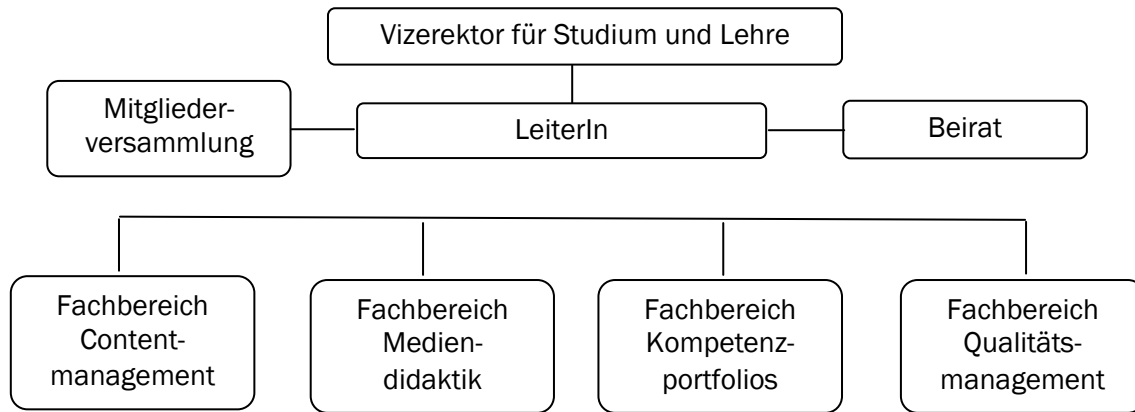 Vizerektor für Studium und Lehre
Mitglieder-
versammlung
LeiterIn
Beirat
Fachbereich
Content-
management
Fachbereich
Medien-
didaktik
Fachbereich
Kompetenz-
portfolios
Fachbereich
Qualitäts-
management